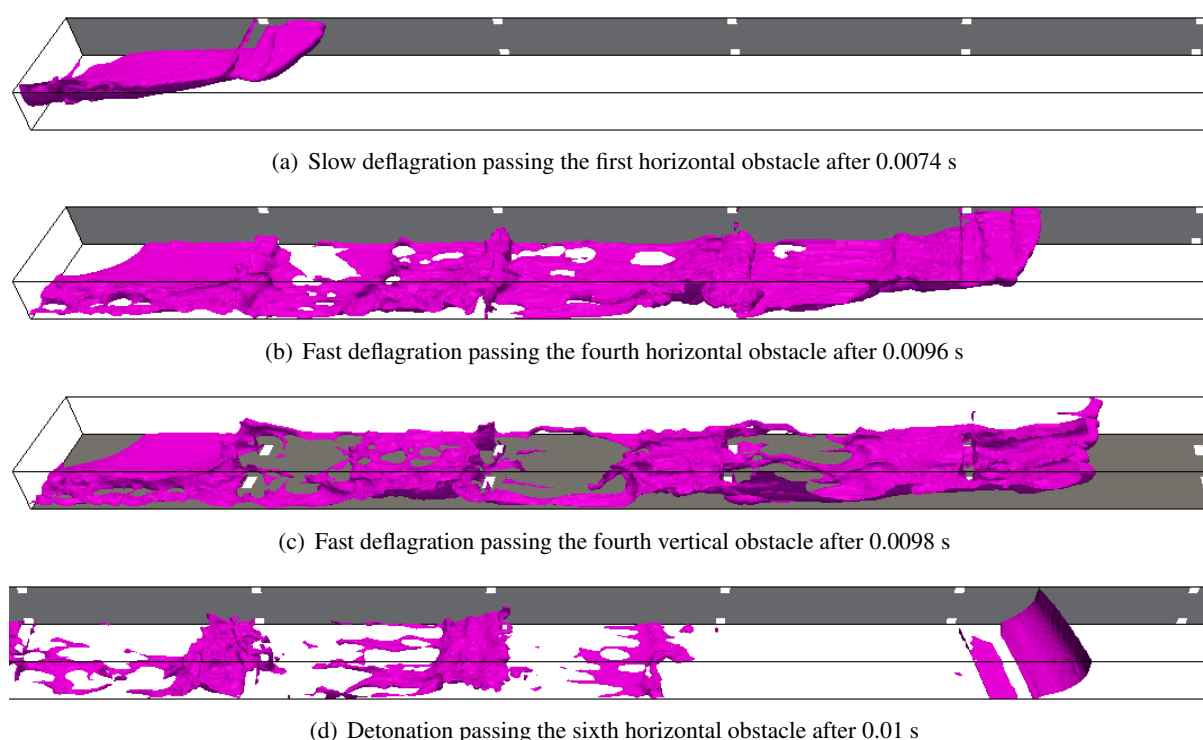 (a) Slow deflagration passing the first horizontal obstacle after 0.0074 s
(b) Fast deflagration passing the fourth horizontal obstacle after 0.0096 s
(c) Fast deflagration passing the fourth vertical obstacle after 0.0098 s
(d) Detonation passing the sixth horizontal obstacle after 0.01 s